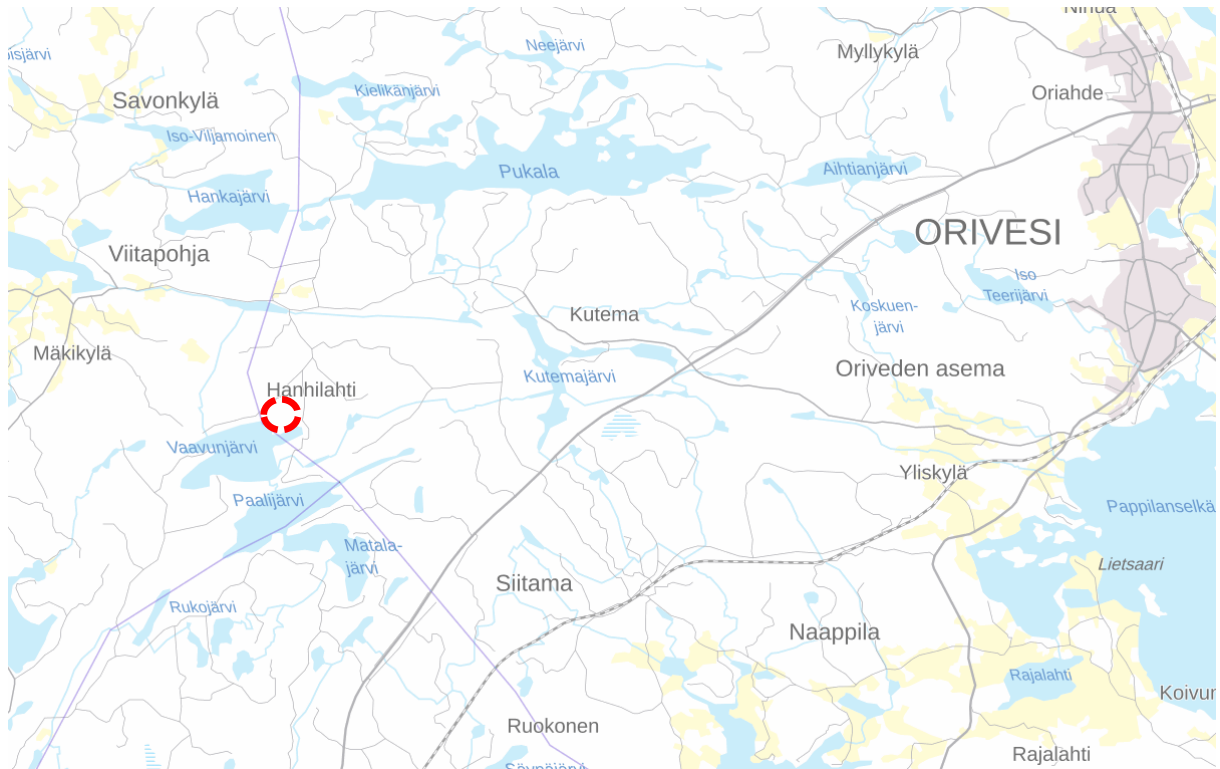 Neejärvi
Myllykylä
Kielikänjärvi
Savonkylä
Oriahde
Iso-Viljamoinen
Pukala
Aihtianjärvi
Hankajärvi
ORIVESI
Viitapohja
Iso
Teerijärvi
Koskuen-
järvi
Kutema
Mäkikylä
Kutemajärvi
Oriveden asema
Hanhilahti
Vaavunjärvi
Yliskylä
Paalijärvi
Pappilanselkä
Matala-
järvi
Lietsaari
Siitama
Rukojärvi
Naappila
Rajalahti
Ruokonen
Rajalahti